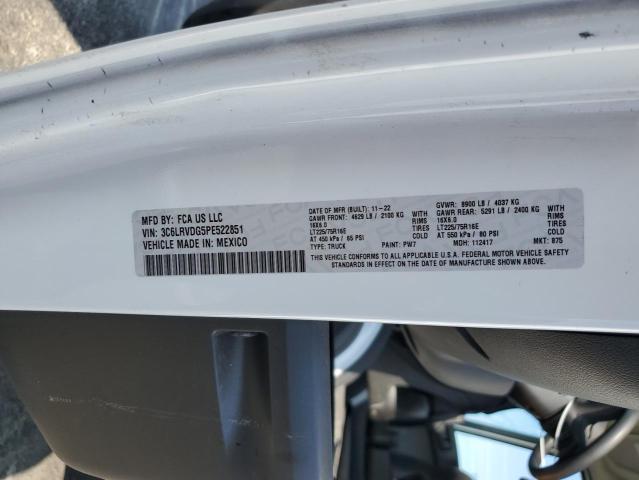 MFD BY: FCA US LLC
VIN: 3C6LRVDG5PE522851
VEHICLE MADE IN: MEXICO
DATE OF MFR (BUILT): 11-22
GAWR FRONT: 4629 LB / 2100 KG WITH
16X6.0 RIMS
LT225/75R16E TIRES
AT 450 kPa / 65 PSI COLD
TYPE: TRUCK PAINT: PW7
GVWR: 8900 LB / 4037 KG
GAWR REAR: 5291 LB / 2400 KG WITH
16X6.0 RIMS
LT225/75R16E TIRES
AT 550 kPa / 80 PSI COLD
MDH: 112417 MKT: 875
THIS VEHICLE CONFORMS TO ALL APPLICABLE U.S.A. FEDERAL MOTOR VEHICLE SAFETY
STANDARDS IN EFFECT ON THE DATE OF MANUFACTURE SHOWN ABOVE.